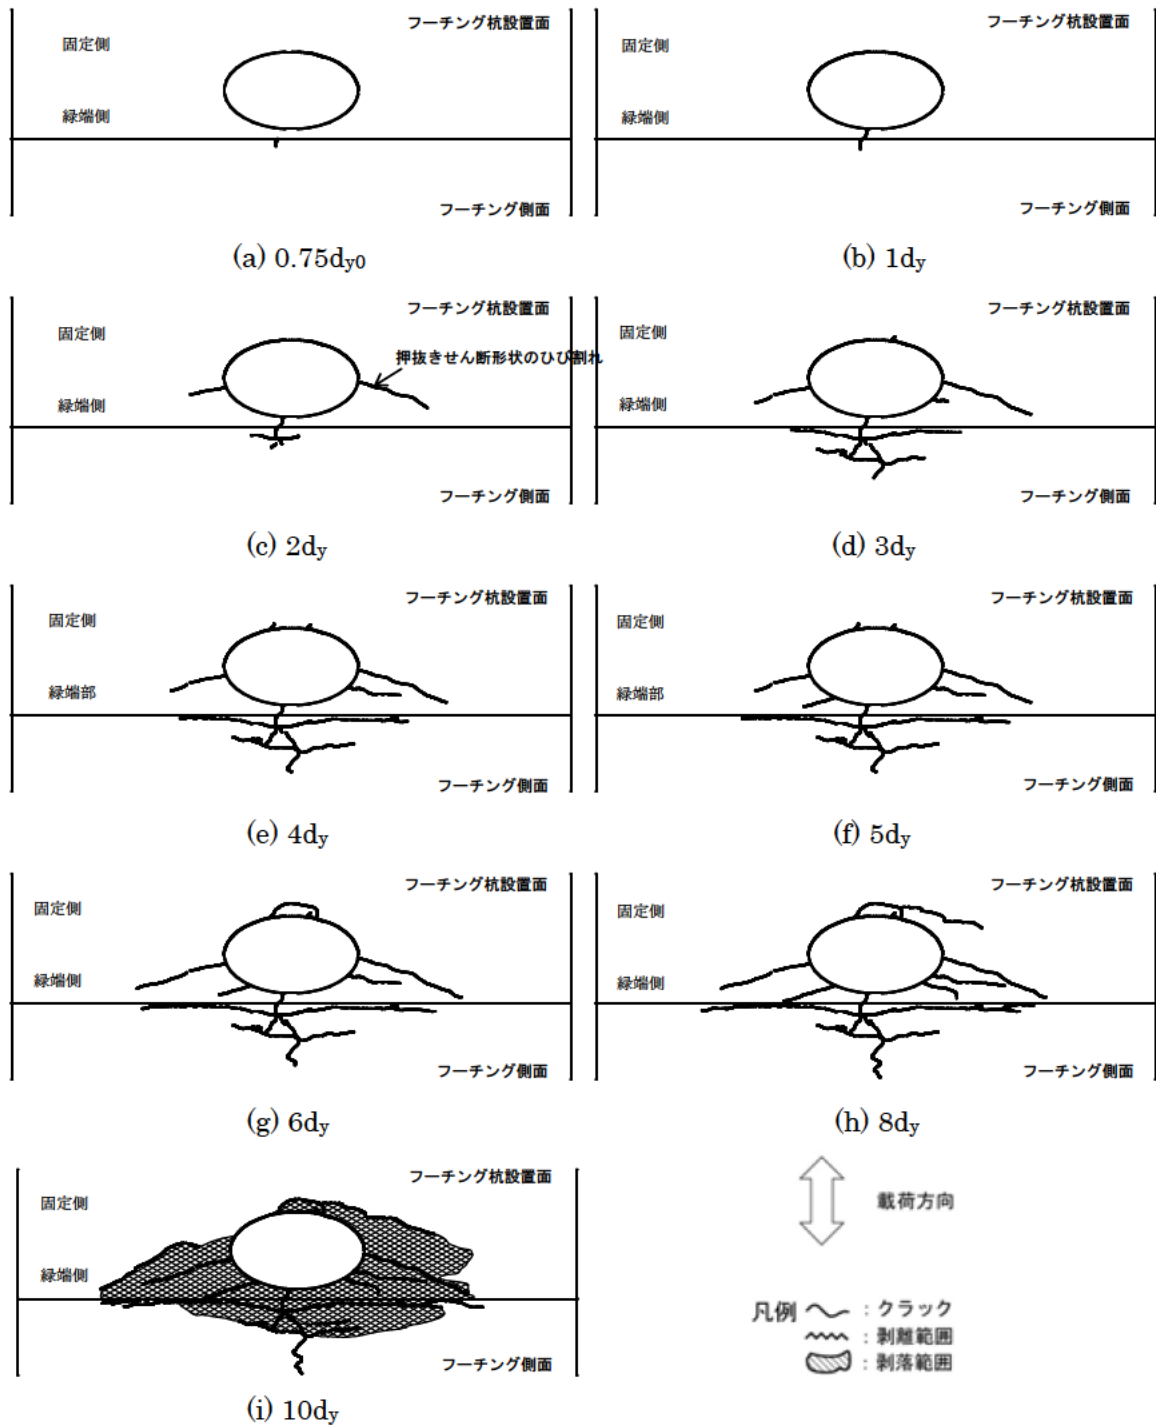 フーチング杭設置面
固定側
縁端側
フーチング側面
(a) 0.75dy0
フーチング杭設置面
固定側
縁端側
フーチング側面
(b) 1dy
フーチング杭設置面
固定側
押抜きせん断形状のひび割れ
縁端側
フーチング側面
(c) 2dy
フーチング杭設置面
固定側
縁端側
フーチング側面
(d) 3dy
フーチング杭設置面
固定側
縁端部
フーチング側面
(e) 4dy
フーチング杭設置面
固定側
縁端部
フーチング側面
(f) 5dy
フーチング杭設置面
固定側
縁端側
フーチング側面
(g) 6dy
フーチング杭設置面
固定側
縁端側
フーチング側面
(h) 8dy
フーチング杭設置面
固定側
縁端側
フーチング側面
(i) 10dy
載荷方向
凡例 : クラック
: 剥離範囲
: 剥落範囲